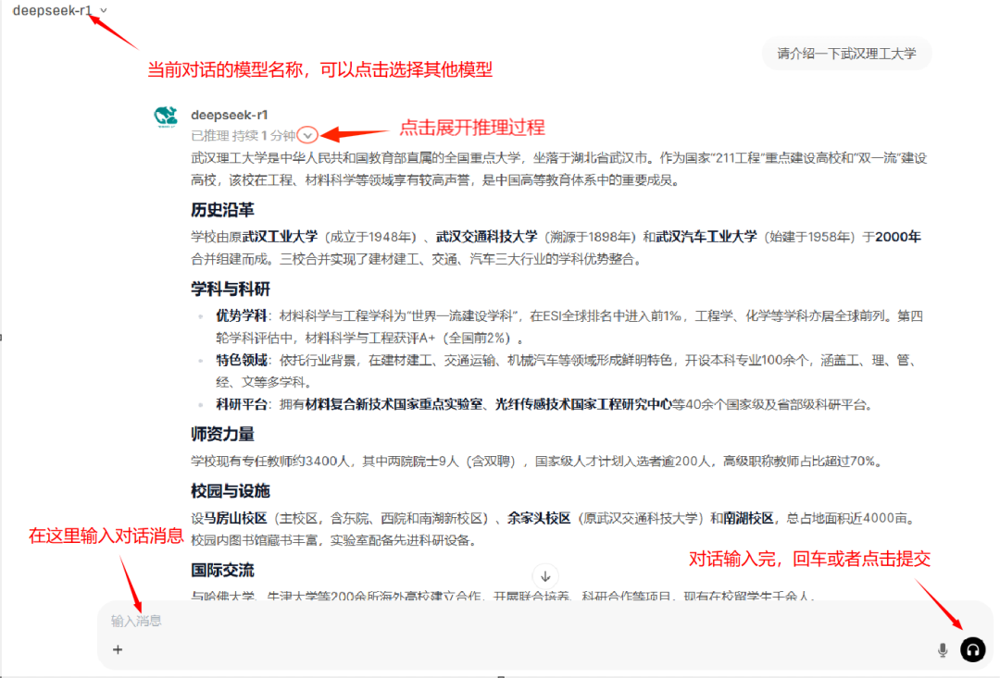 deepseek-r1
当前对话的模型名称，可以点击选择其他模型
请介绍一下武汉理工大学
deepseek-r1
已推理 持续 1 分钟
点击展开推理过程
武汉理工大学是中华人民共和国教育部直属的全国重点大学，坐落于湖北省武汉市。作为国家“211工程”重点建设高校和“双一流”建设
高校，该校在工程、材料科学等领域享有较高声誉，是中国高等教育体系中的重要成员。
历史沿革
学校由原武汉工业大学（成立于1948年）、武汉交通科技大学（溯源于1898年）和武汉汽车工业大学（始建于1958年）于2000年
合并组建而成。三校合并实现了建材建工、交通、汽车三大行业的学科优势整合。
学科与科研
优势学科：材料科学与工程学科为“世界一流建设学科”，在ESI全球排名中进入前1‰，工程学、化学等学科亦居全球前列。第四
轮学科评估中，材料科学与工程获评A+（全国前2%）。
特色领域：依托行业背景，在建材建工、交通运输、机械汽车等领域形成鲜明特色，开设本科专业100余个，涵盖工、理、管、
经、文等多学科。
科研平台：拥有材料复合新技术国家重点实验室、光纤传感技术国家工程研究中心等40余个国家级及省部级科研平台。
师资力量
学校现有专任教师约3400人，其中两院院士9人（含双聘），国家级人才计划入选者逾200人，高级职称教师占比超过70%。
校园与设施
设马房山校区（主校区，含东院、西院和南湖新校区）、余家头校区（原武汉交通科技大学）和南湖校区，总占地面积近4000亩。
校园内图书馆藏书丰富，实验室配备先进科研设备。
在这里输入对话消息
对话输入完，回车或者点击提交
国际交流
与哈佛大学、牛津大学等200余所海外高校建立合作，开展联合培养、科研合作等项目，现有在校留学生千余人。
输入消息